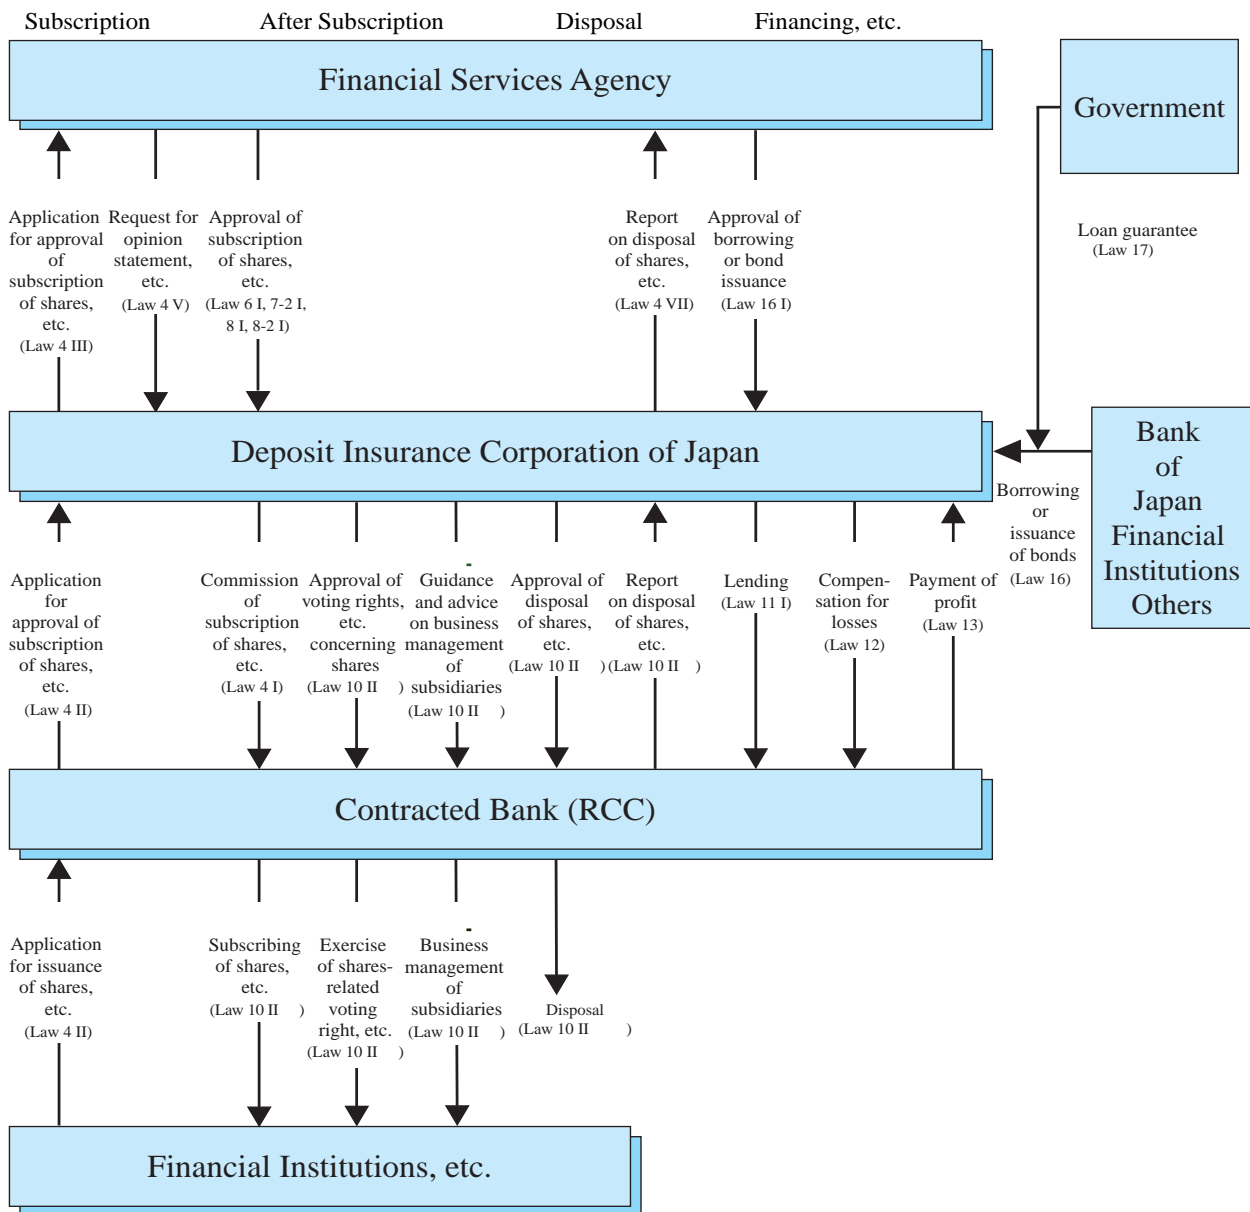 Subscription
After Subscription
Disposal
Financing, etc.
Financial Services Agency
Government
Application
for approval
of
subscription
of shares,
etc.
(Law 4 III)
Request for
opinion
statement,
etc.
(Law 4 V)
Approval of
subscription
of shares,
etc.
(Law 6 I, 7-2 I,
8 I, 8-2 I)
Report
on disposal
of shares,
etc.
(Law 4 VII)
Approval of
borrowing
or bond
issuance
(Law 16 I)
Loan guarantee
(Law 17)
Deposit Insurance Corporation of Japan
Bank
of
Japan
Financial
Institutions
Others
Borrowing
or
issuance
of bonds
(Law 16)
Application
for
approval of
subscription
of shares,
etc.
(Law 4 II)
Commission
of
subscription
of shares,
etc.
(Law 4 I)
Approval of
voting rights,
etc.
concerning
shares
(Law 10 II )
Guidance
and advice
on business
management
of
subsidiaries
(Law 10 II )
Approval of
disposal
of shares,
etc.
(Law 10 II )
Report
on disposal
of shares,
etc.
(Law 10 II )
Lending
(Law 11 I)
Compen-
sation for
losses
(Law 12)
Payment of
profit
(Law 13)
Contracted Bank (RCC)
Application
for issuance
of shares,
etc.
(Law 4 II)
Subscribing
of shares,
etc.
(Law 10 II )
Exercise
of shares-
related
voting
right, etc.
(Law 10 II )
Business
management
of
subsidiaries
(Law 10 II )
Disposal
(Law 10 II )
Financial Institutions, etc.